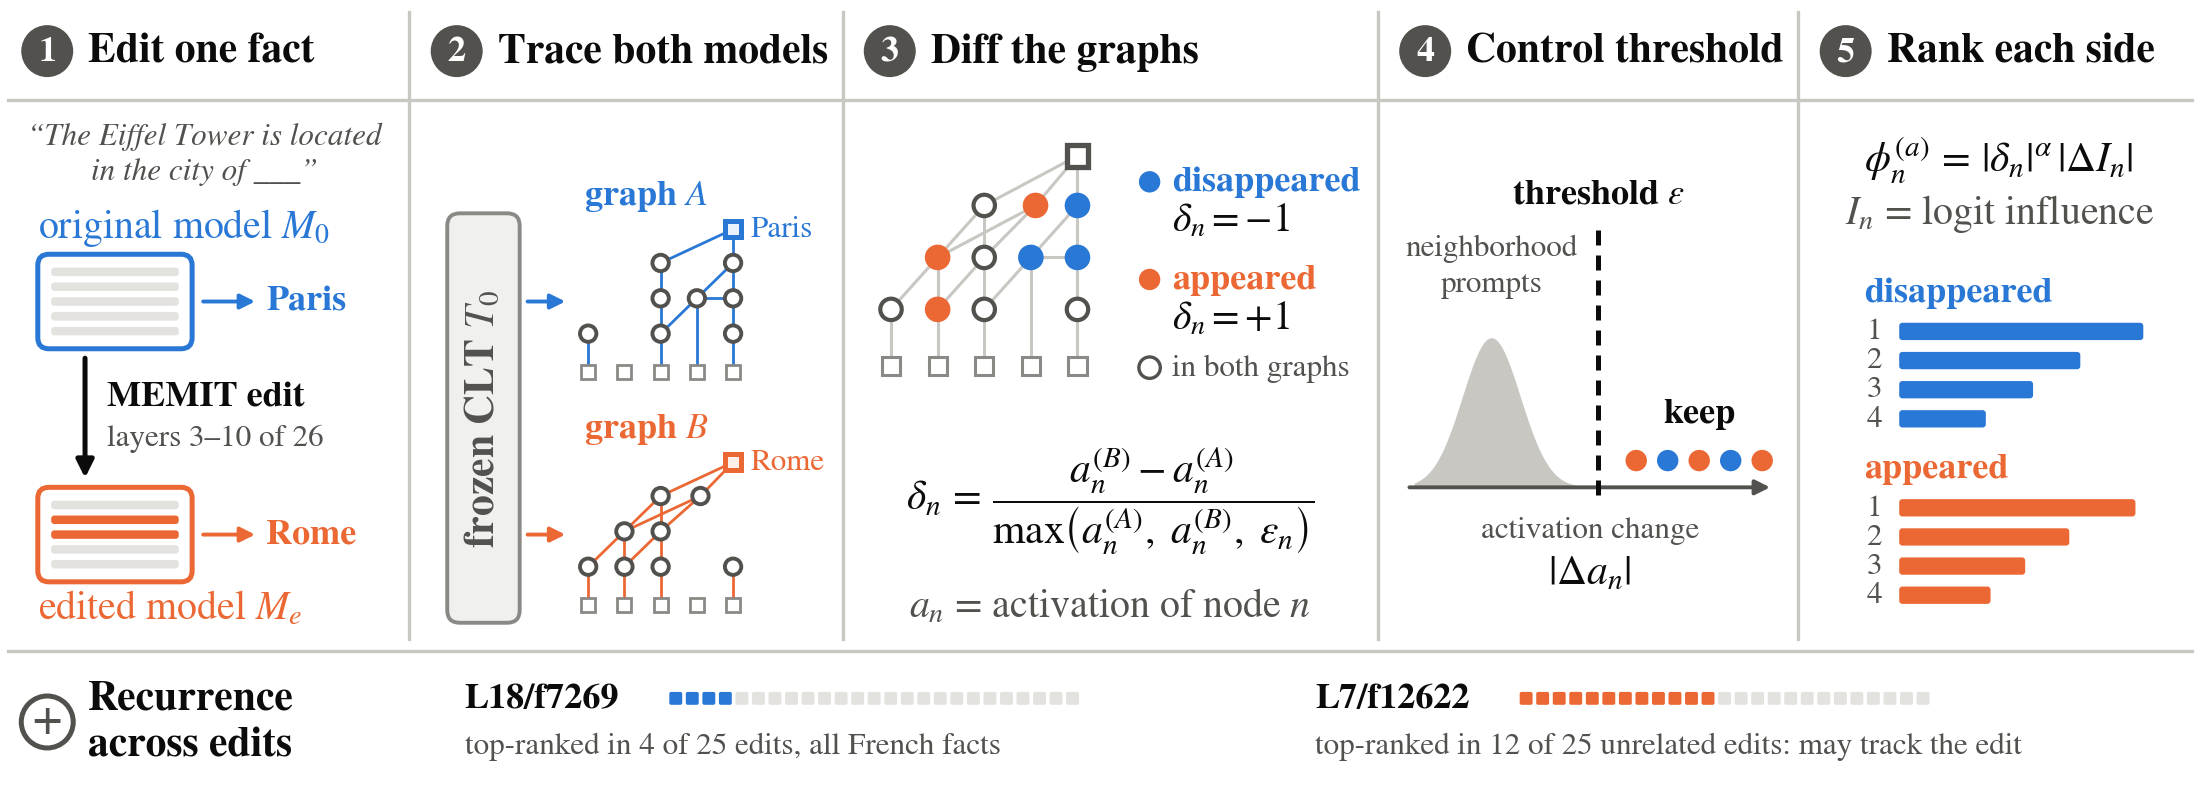 1 Edit one fact
“The Eiffel Tower is located
in the city of ___”
original model M₀
Paris
MEMIT edit
layers 3–10 of 26
Rome
edited model Mₑ
2 Trace both models
frozen CLT T₀
graph A
Paris
graph B
Rome
3 Diff the graphs
disappeared
δₙ = −1
appeared
δₙ = +1
in both graphs
δₙ = (aₙ⁽ᴮ⁾ − aₙ⁽ᴬ⁾) / max(aₙ⁽ᴬ⁾, aₙ⁽ᴮ⁾, εₙ)
aₙ = activation of node n
4 Control threshold
threshold ε
neighborhood
prompts
keep
activation change
|Δaₙ|
5 Rank each side
ϕₙ⁽ᵃ⁾ = |δₙ|ᵅ |ΔIₙ|
Iₙ = logit influence
disappeared
1
2
3
4
appeared
1
2
3
4
+ Recurrence
across edits
L18/f7269
top-ranked in 4 of 25 edits, all French facts
L7/f12622
top-ranked in 12 of 25 unrelated edits: may track the edit